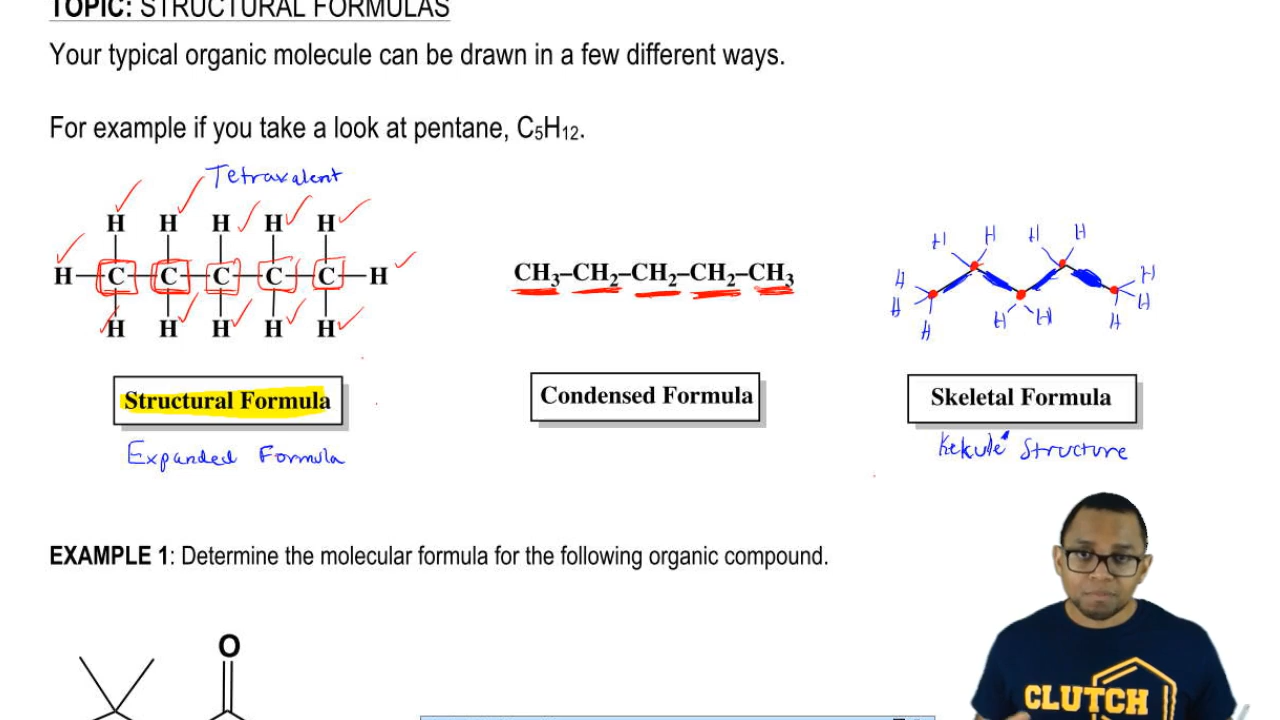 TOPIC: STRUCTURAL FORMULAS
Your typical organic molecule can be drawn in a few different ways.
For example if you take a look at pentane, C₅H₁₂.
Tetravalent
H H H H H
H–C–C–C–C–C–H
H H H H H
CH₃–CH₂–CH₂–CH₂–CH₃
H H H H
H H
H H
H H H H
Structural Formula
Condensed Formula
Skeletal Formula
Expanded Formula
Kekulé Structure
EXAMPLE 1: Determine the molecular formula for the following organic compound.
O
CLUTCH